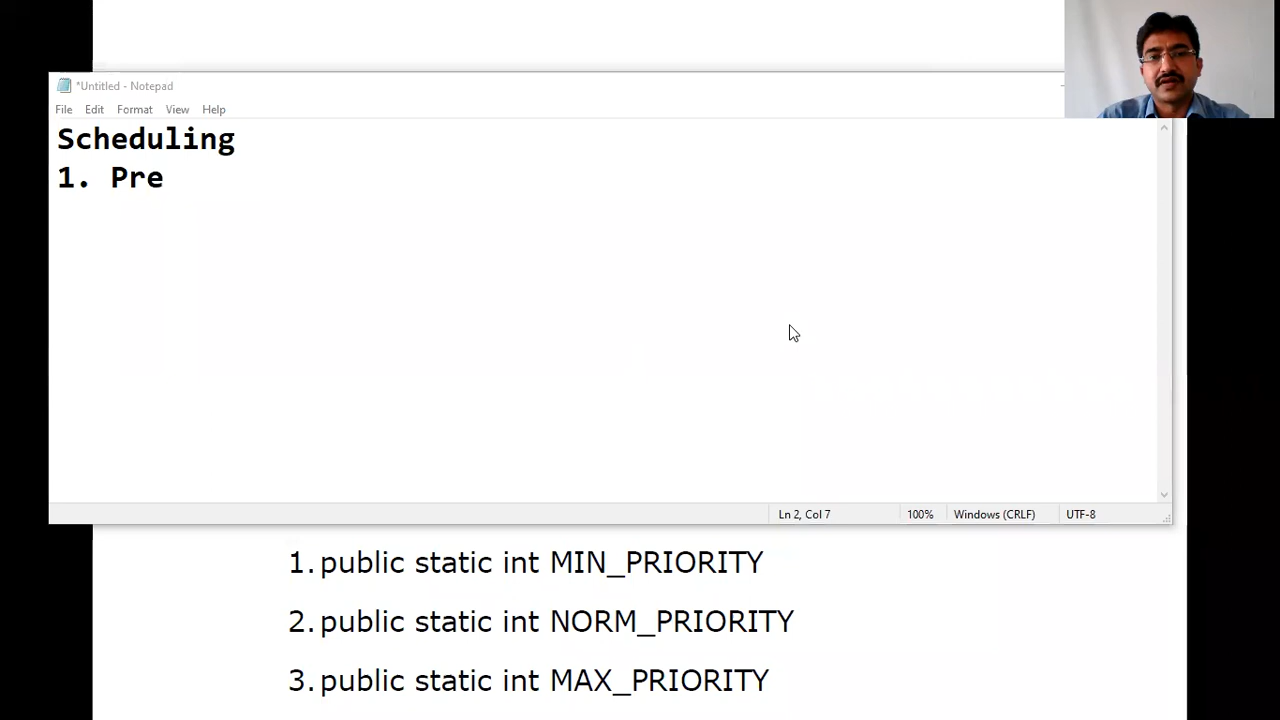 *Untitled - Notepad
File Edit Format View Help
Scheduling
1. Pre
Ln 2, Col 7 100% Windows (CRLF) UTF-8
1. public static int MIN_PRIORITY
2. public static int NORM_PRIORITY
3. public static int MAX_PRIORITY